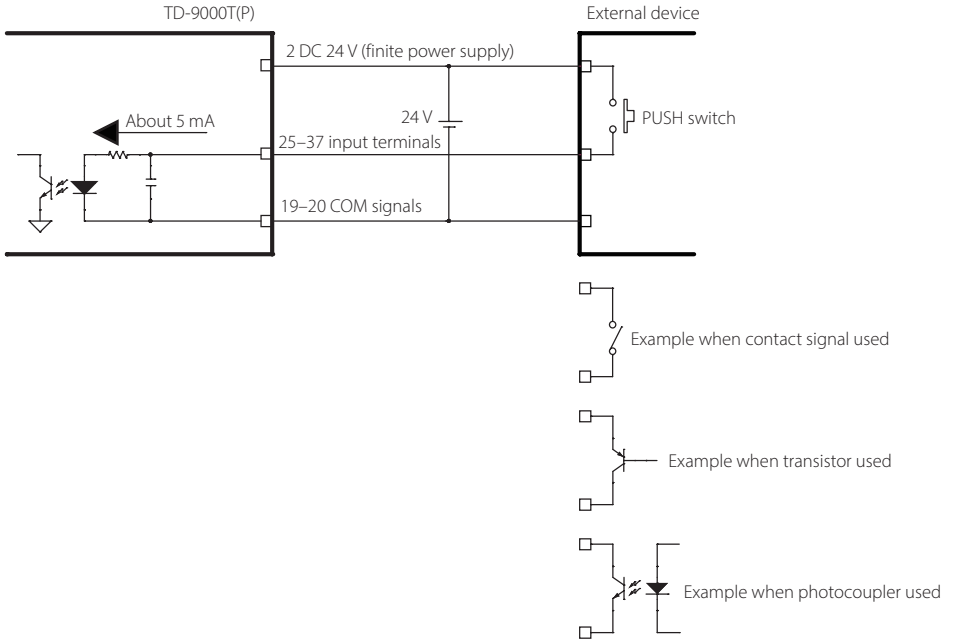 TD-9000T(P)
External device
2 DC 24 V (finite power supply)
24 V
About 5 mA
PUSH switch
25–37 input terminals
19–20 COM signals
Example when contact signal used
Example when transistor used
Example when photocoupler used